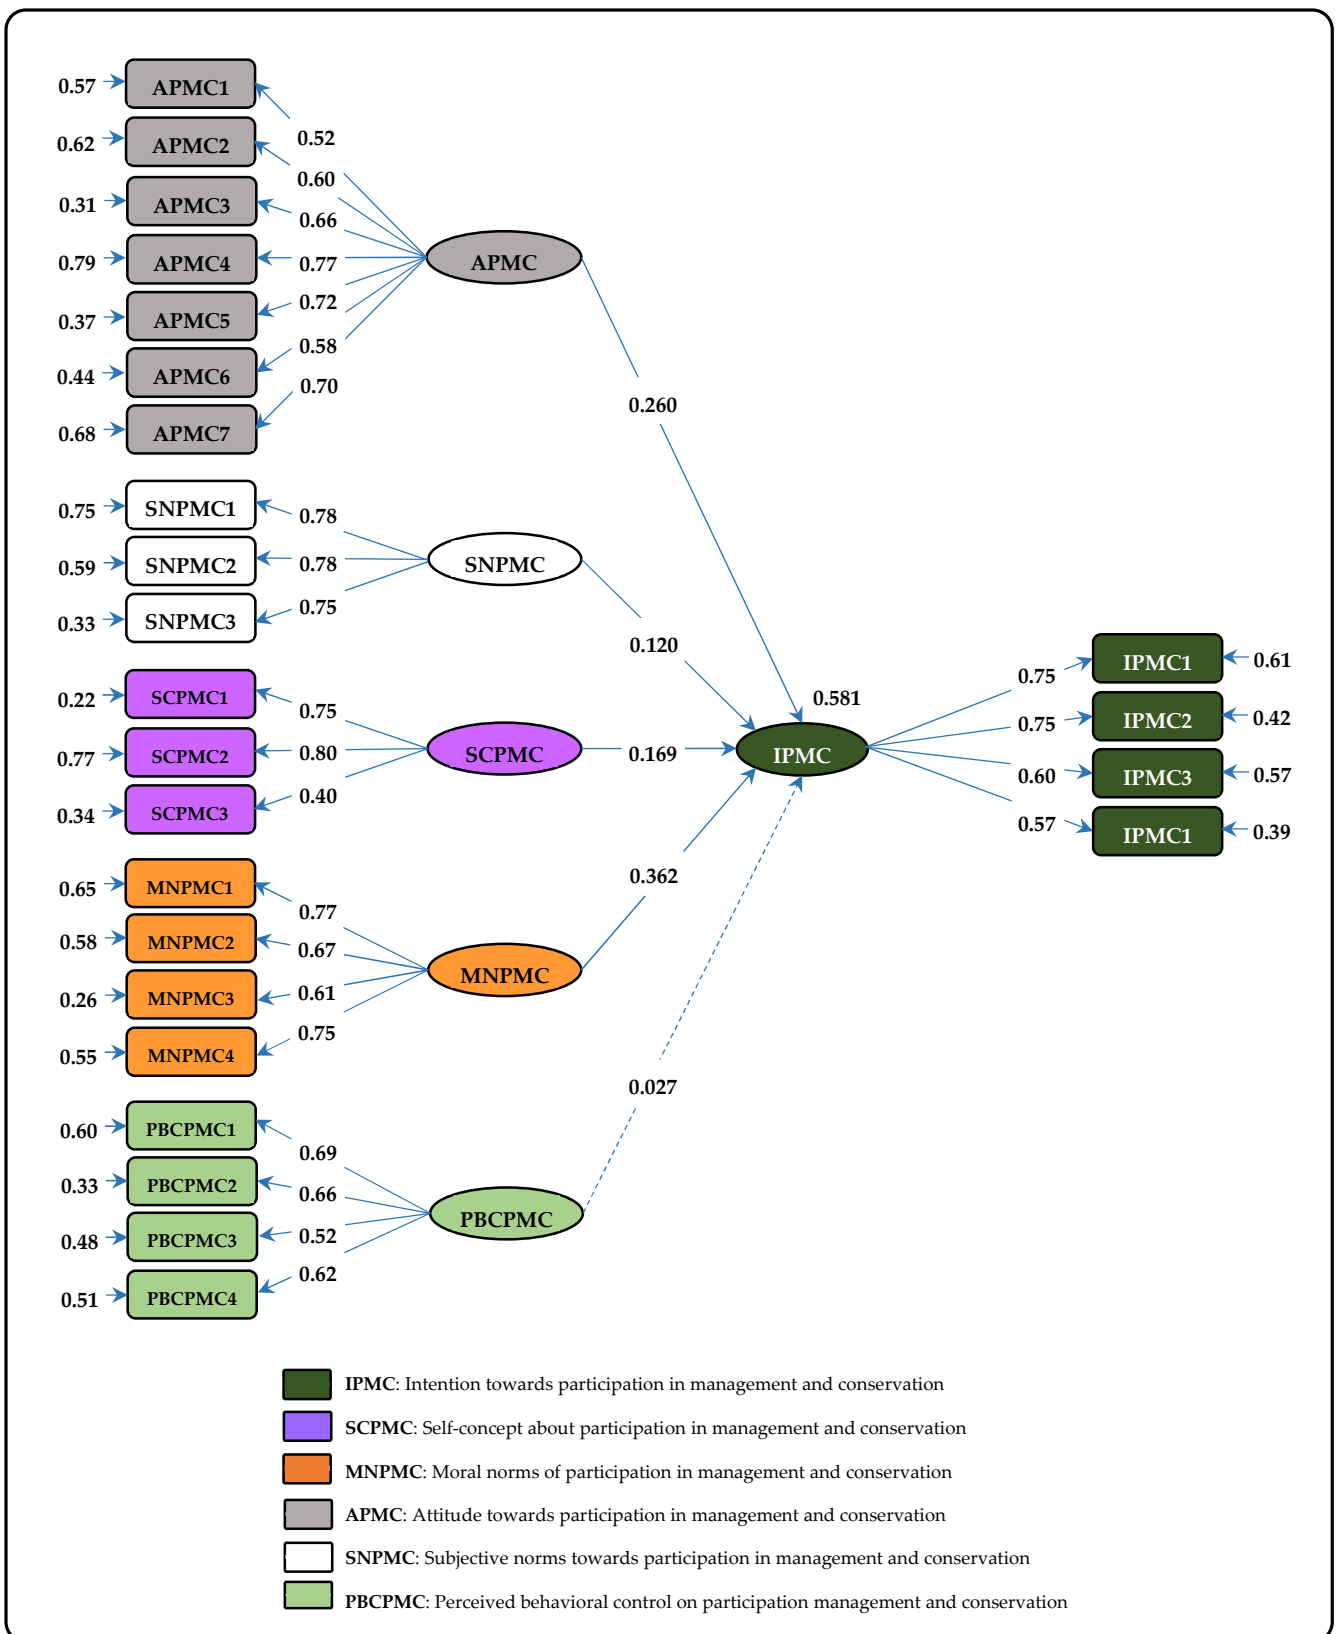 0.57 APMC1
0.52
0.62 APMC2
0.60
0.31 APMC3
0.66
0.79 APMC4
0.77
APMC
0.37 APMC5
0.72
0.44 APMC6
0.58
0.68 APMC7
0.70
0.260
0.75 SNPMC1
0.78
0.59 SNPMC2
0.78
SNPMC
0.33 SNPMC3
0.75
0.120
0.22 SCPMC1
0.75
0.77 SCPMC2
0.80
SCPMC
0.169
0.34 SCPMC3
0.40
0.581
IPMC
0.75
IPMC1 0.61
0.75
IPMC2 0.42
0.60
IPMC3 0.57
0.57
IPMC1 0.39
0.65 MNPMC1
0.77
0.58 MNPMC2
0.67
0.26 MNPMC3
0.61
0.55 MNPMC4
0.75
MNPMC
0.362
0.60 PBCPMC1
0.69
0.33 PBCPMC2
0.66
0.48 PBCPMC3
0.52
0.51 PBCPMC4
0.62
PBCPMC
0.027
IPMC: Intention towards participation in management and conservation
SCPMC: Self-concept about participation in management and conservation
MNPMC: Moral norms of participation in management and conservation
APMC: Attitude towards participation in management and conservation
SNPMC: Subjective norms towards participation in management and conservation
PBCPMC: Perceived behavioral control on participation management and conservation